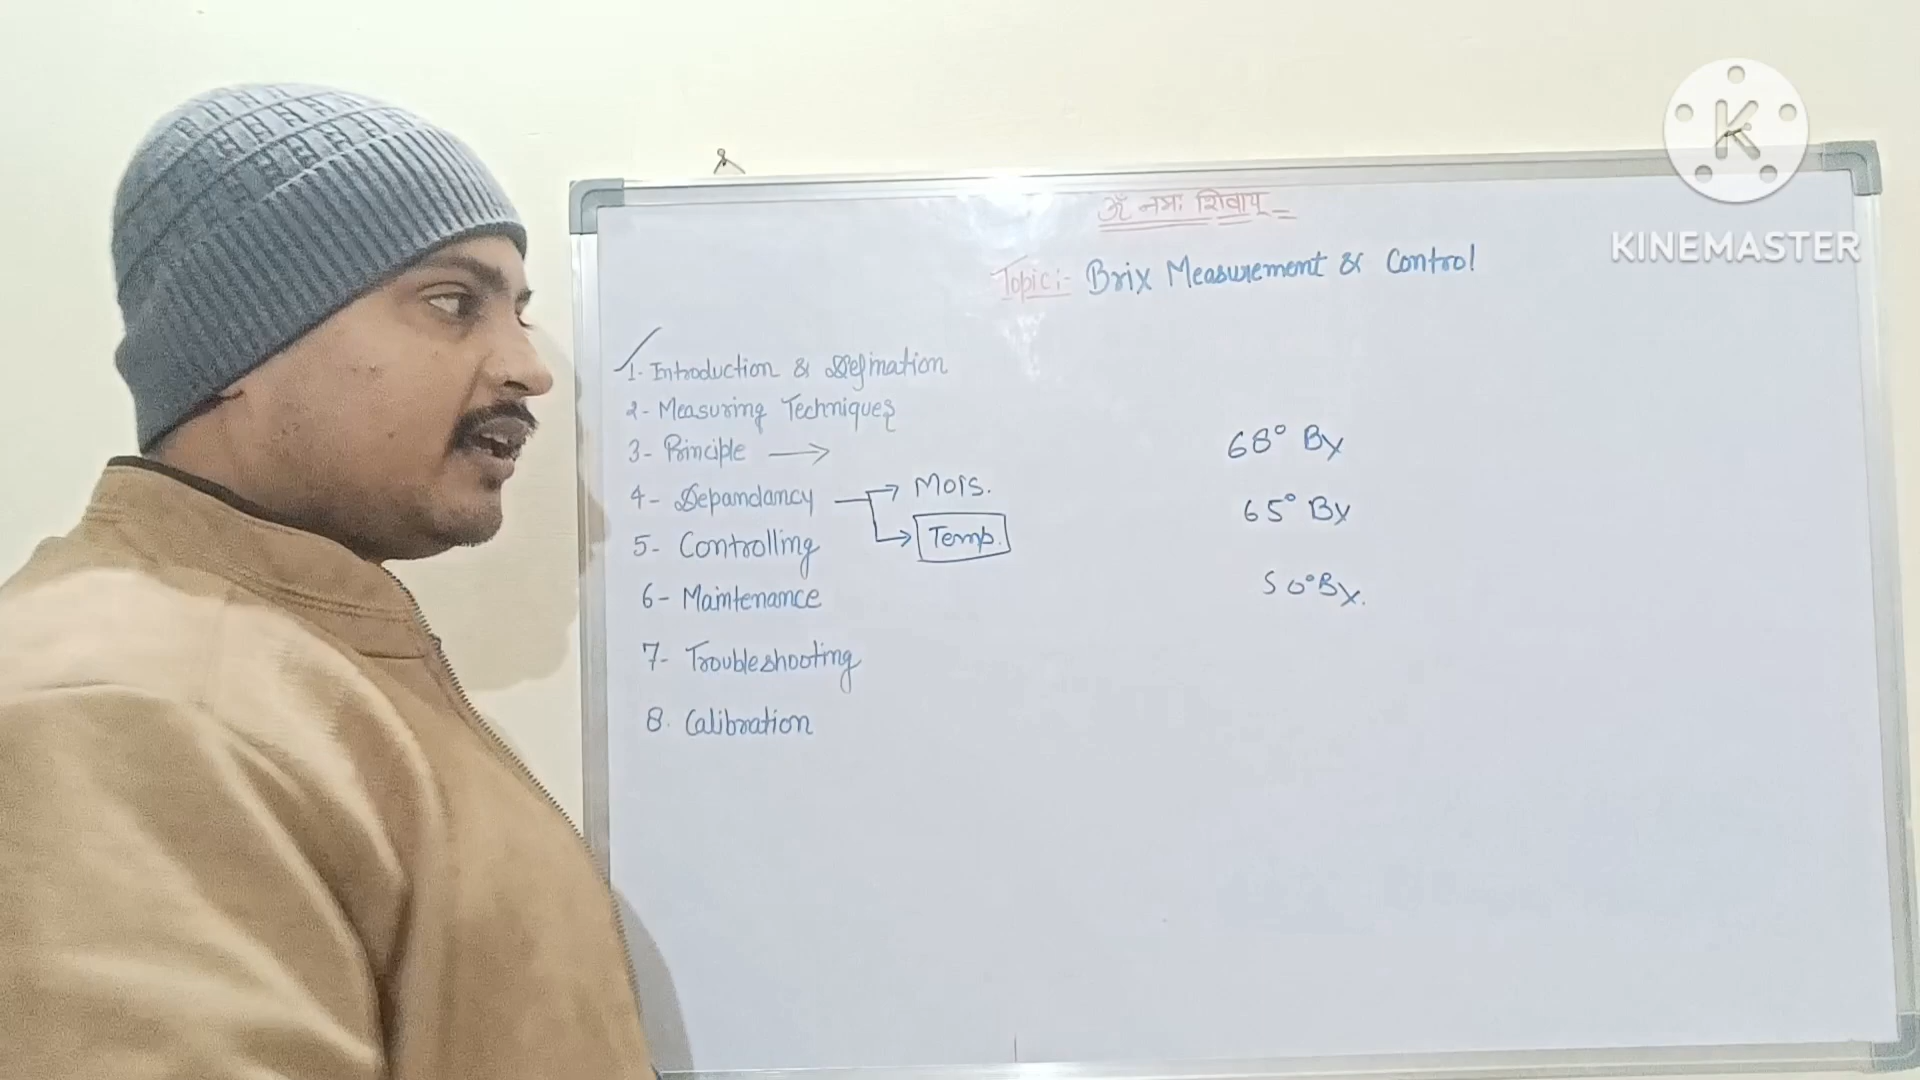 ॐ नमः शिवाय
Topic:- Brix Measurement & Control
1. Introduction & Defination
2- Measuring Techniques
3- Principle →
4- Depandancy → Mois.
→ Temp.
5- Controlling
6- Maintenance
7- Troubleshooting
8. Calibration
68° Bx
65° Bx
50° Bx.
K
KINEMASTER